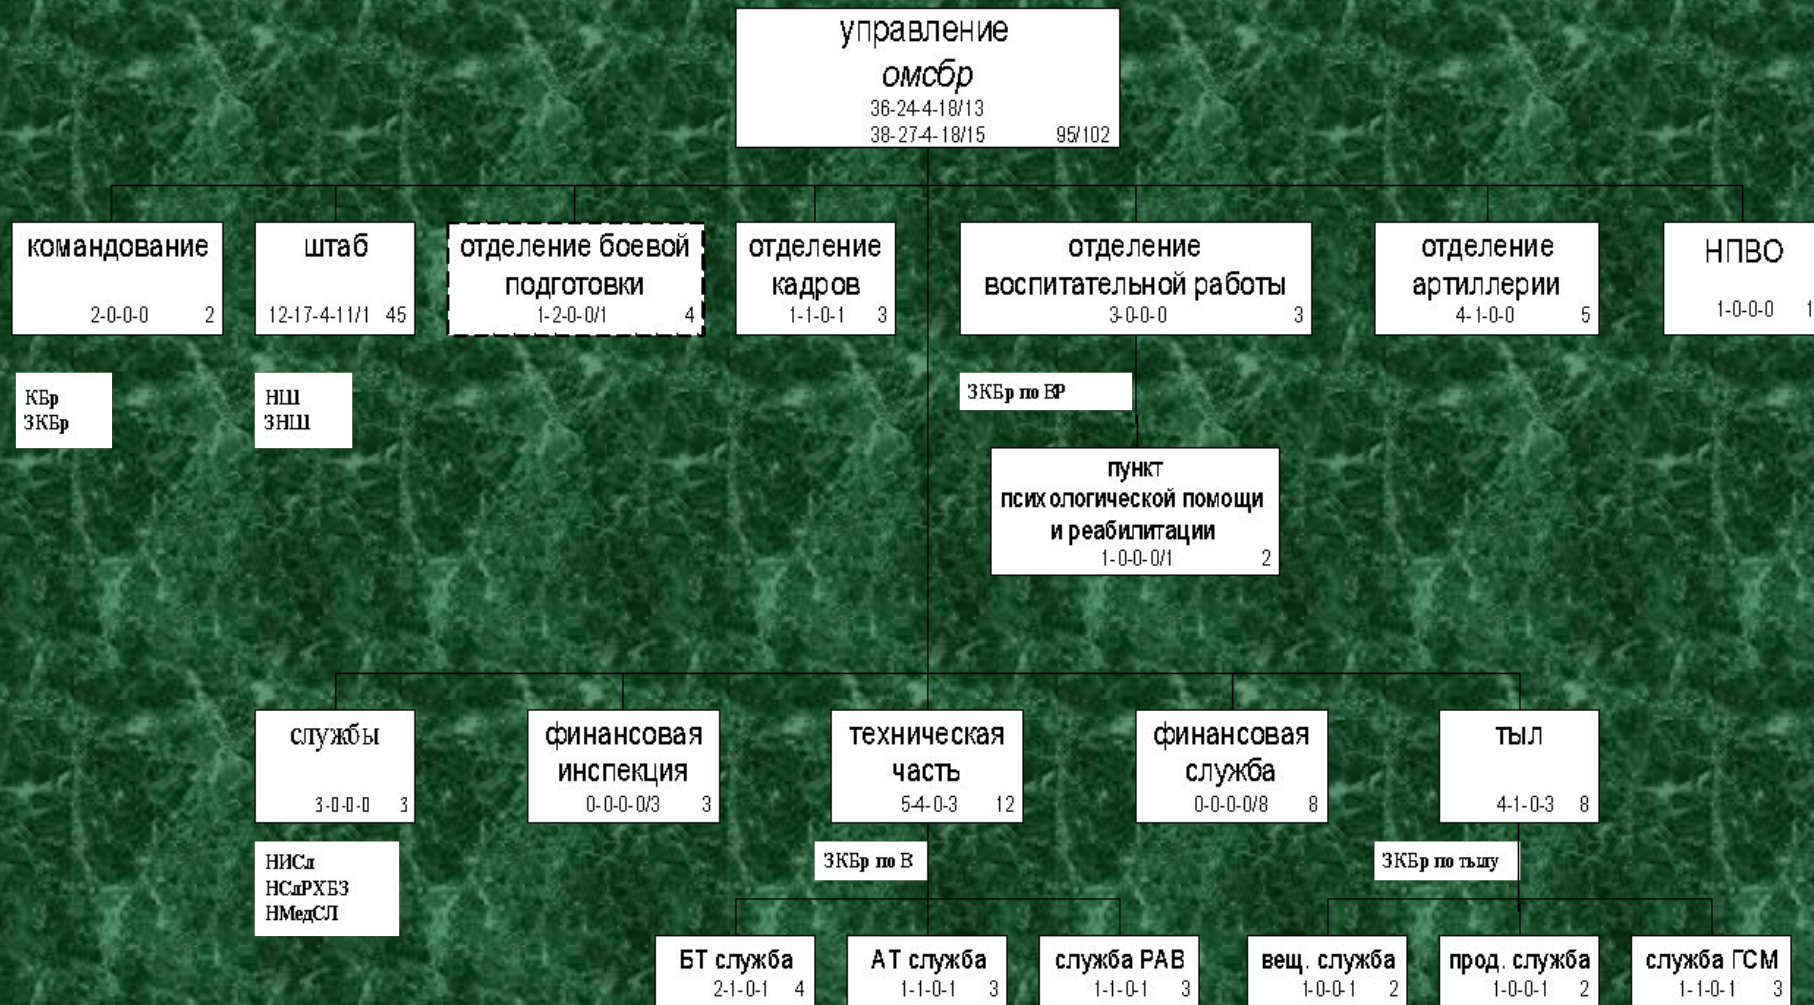 управление
омсбр
36-24-4-18/13
38-27-4-18/15 95/102
командование
2-0-0-0 2
штаб
12-17-4-11/1 45
отделение боевой
подготовки
1-2-0-0/1 4
отделение
кадров
1-1-0-1 3
отделение
воспитательной работы
3-0-0-0 3
отделение
артиллерии
4-1-0-0 5
НПВО
1-0-0-0 1
КБр
ЗКБр
НШ
ЗНШ
ЗКБр по ВР
пункт
психологической помощи
и реабилитации
1-0-0-0/1 2
службы
3-0-0-0 3
финансовая
инспекция
0-0-0-0/3 3
техническая
часть
5-4-0-3 12
финансовая
служба
0-0-0-0/8 8
тыл
4-1-0-3 8
НИСл
НСлРХБЗ
НМедСЛ
ЗКБр по В
ЗКБр по тылу
БТ служба
2-1-0-1 4
АТ служба
1-1-0-1 3
служба РАВ
1-1-0-1 3
вещ. служба
1-0-0-1 2
прод. служба
1-0-0-1 2
служба ГСМ
1-1-0-1 3